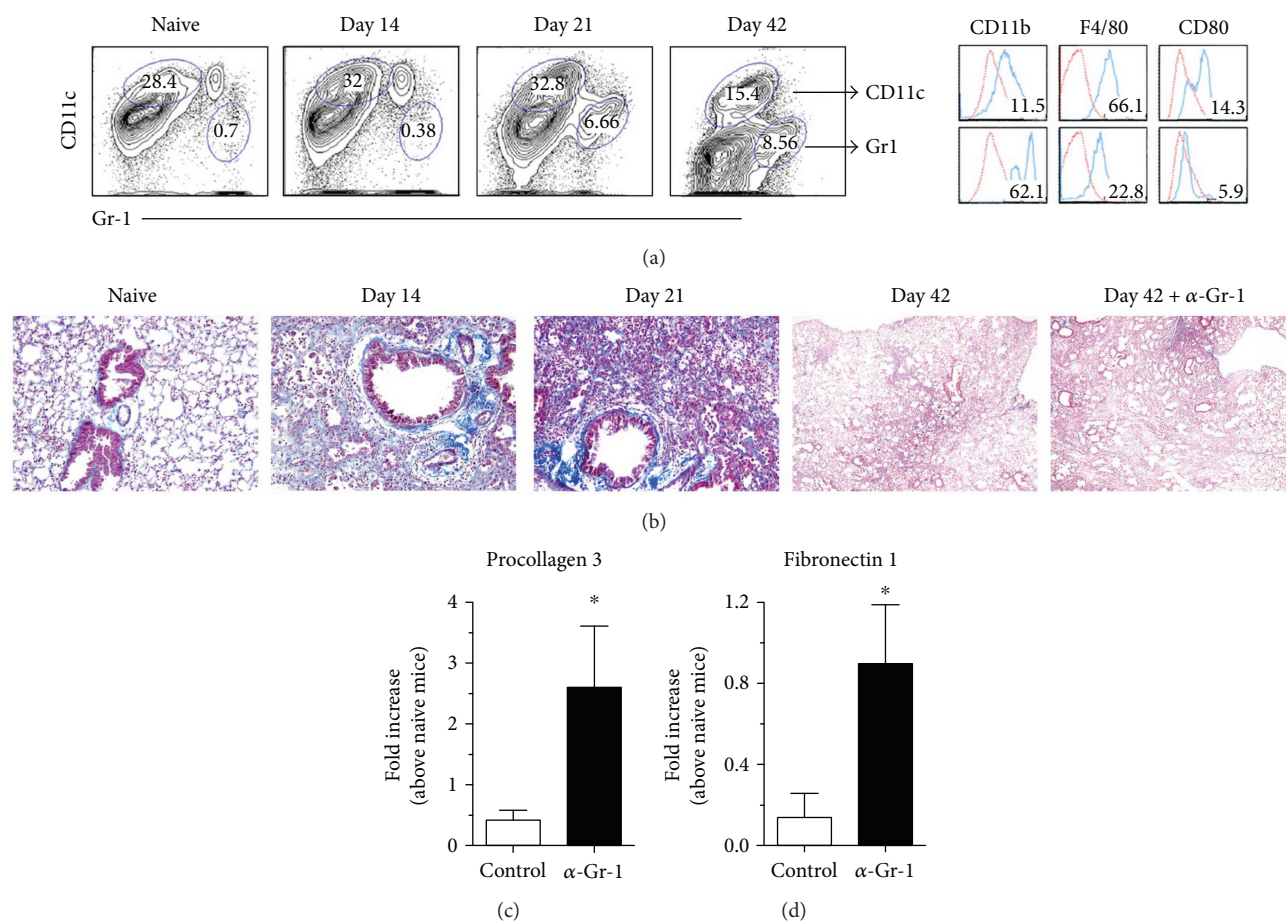 Naive Day 14 Day 21 Day 42 CD11b F4/80 CD80
CD11c
28.4 32 32.8 15.4 CD11c 11.5 66.1 14.3
0.7 0.38 6.66 8.56 Gr1 62.1 22.8 5.9
Gr-1
(a)
Naive Day 14 Day 21 Day 42 Day 42 + α-Gr-1
(b)
Procollagen 3
Fold increase
(above naive mice)
4
3
2
1
0
*
Control α-Gr-1
(c)
Fibronectin 1
Fold increase
(above naive mice)
1.2
0.8
0.4
0.0
*
Control α-Gr-1
(d)